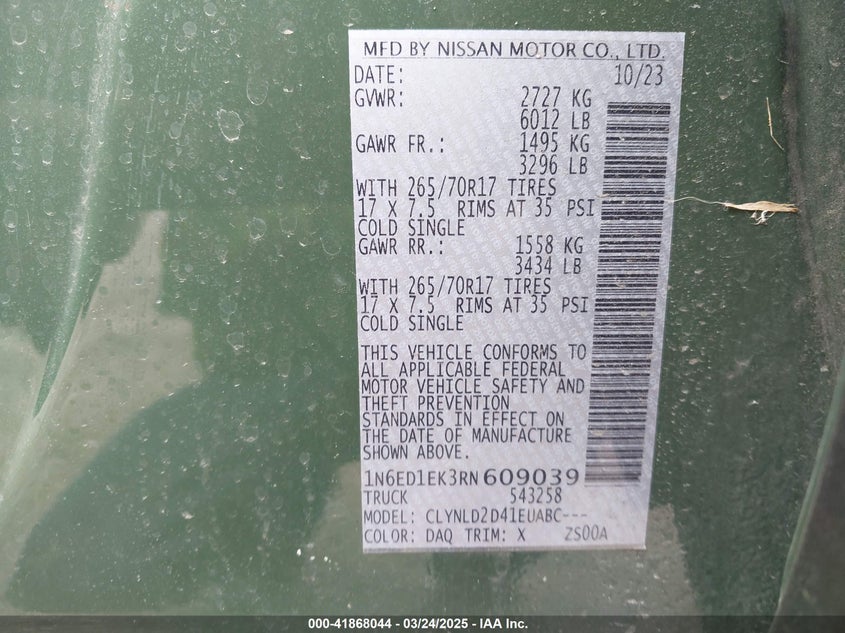 MFD BY NISSAN MOTOR CO., LTD.
DATE: 10/23
GVWR: 2727 KG
6012 LB
GAWR FR.: 1495 KG
3296 LB
WITH 265/70R17 TIRES
17 X 7.5 RIMS AT 35 PSI
COLD SINGLE
GAWR RR.: 1558 KG
3434 LB
WITH 265/70R17 TIRES
17 X 7.5 RIMS AT 35 PSI
COLD SINGLE
THIS VEHICLE CONFORMS TO
ALL APPLICABLE FEDERAL
MOTOR VEHICLE SAFETY AND
THEFT PREVENTION
STANDARDS IN EFFECT ON
THE DATE OF MANUFACTURE
SHOWN ABOVE.
1N6ED1EK3RN609039
TRUCK 543258
MODEL: CLYNLD2D41EUABC---
COLOR: DAQ TRIM: X ZS00A
000-41868044 - 03/24/2025 - IAA Inc.